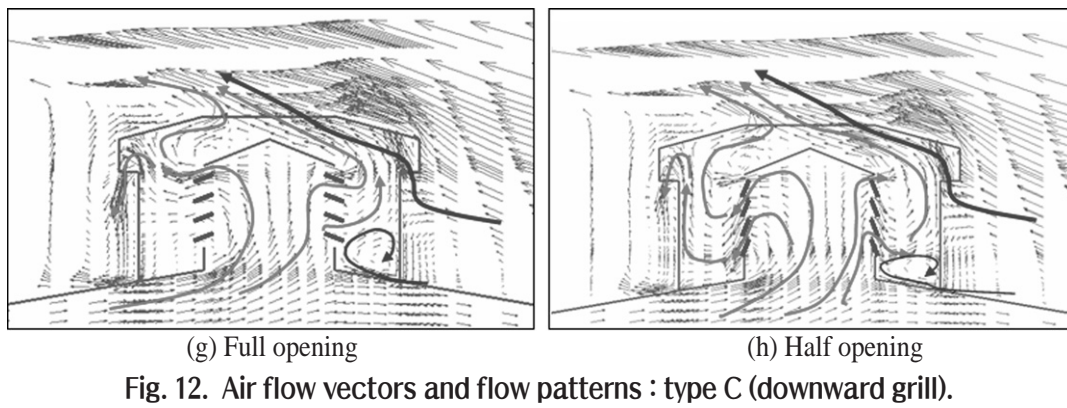 (g) Full opening
(h) Half opening
Fig. 12. Air flow vectors and flow patterns : type C (downward grill).